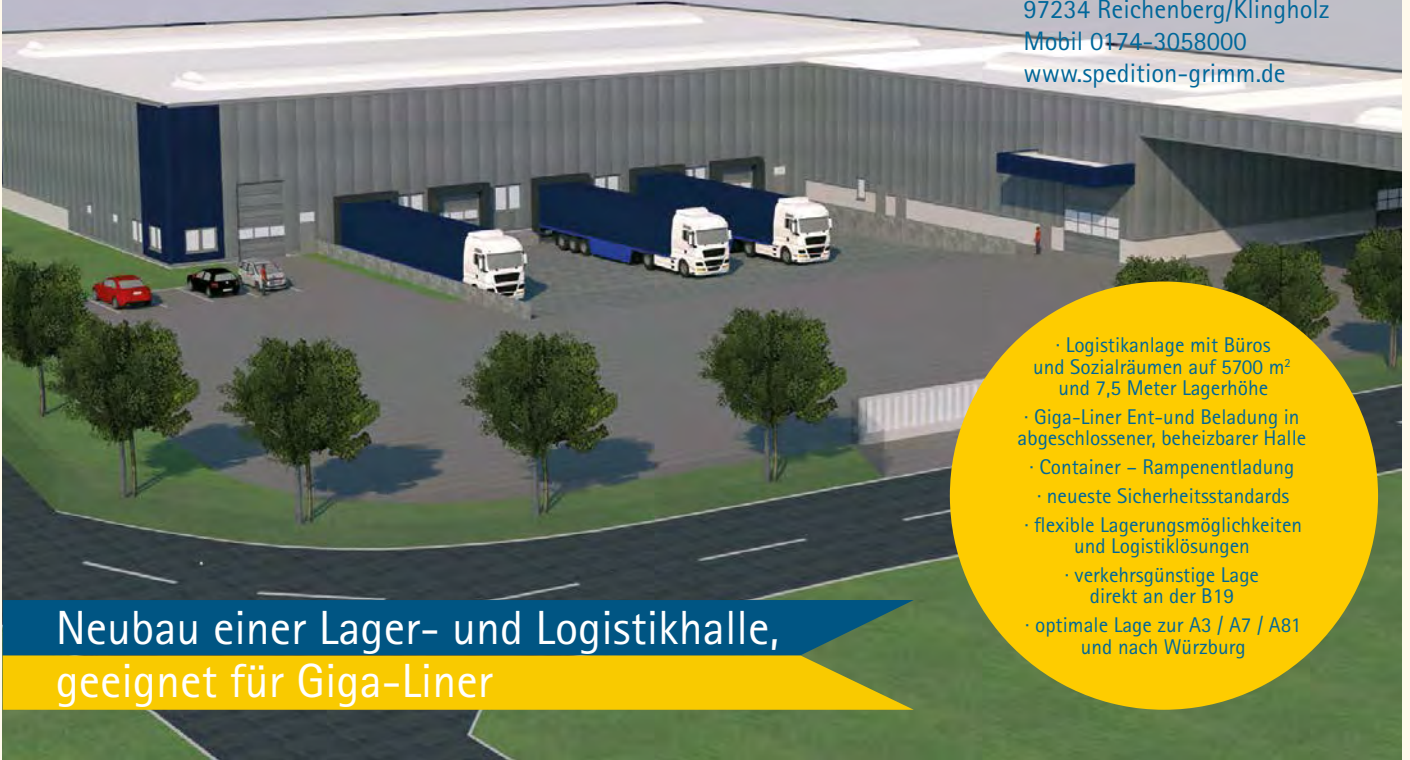 97234 Reichenberg/Klingholz
Mobil 0174-3058000
www.spedition-grimm.de
· Logistikanlage mit Büros
und Sozialräumen auf 5700 m²
und 7,5 Meter Lagerhöhe
· Giga-Liner Ent-und Beladung in
abgeschlossener, beheizbarer Halle
· Container – Rampenentladung
· neueste Sicherheitsstandards
· flexible Lagerungsmöglichkeiten
und Logistiklösungen
· verkehrsgünstige Lage
direkt an der B19
· optimale Lage zur A3 / A7 / A81
und nach Würzburg
Neubau einer Lager- und Logistikhalle,
geeignet für Giga-Liner